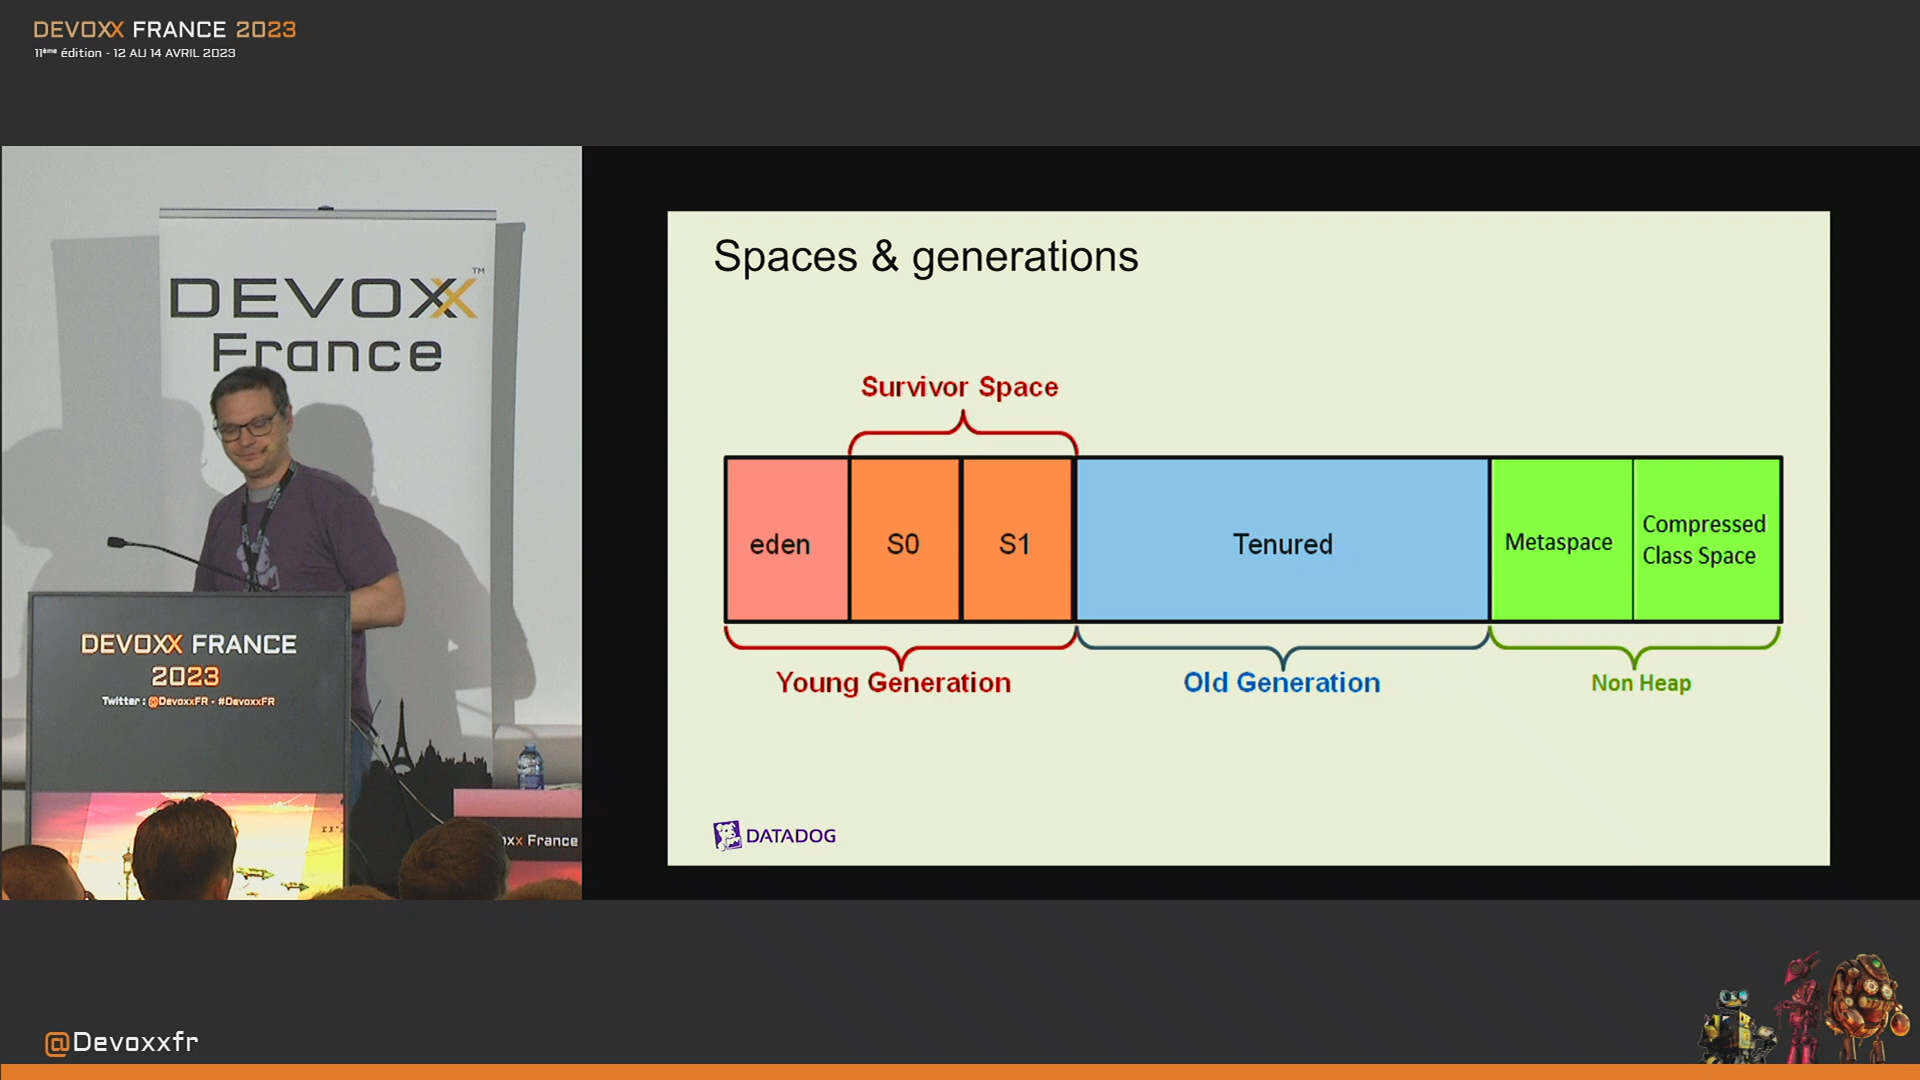 DEVOXX FRANCE 2023
11ème édition - 12 AU 14 AVRIL 2023
DEVOXX™
France
DEVOXX FRANCE
2023
Twitter : @DevoxxFR - #DevoxxFR
oxx France
Spaces & generations
Survivor Space
eden
S0
S1
Tenured
Metaspace
Compressed
Class Space
Young Generation
Old Generation
Non Heap
DATADOG
@Devoxxfr